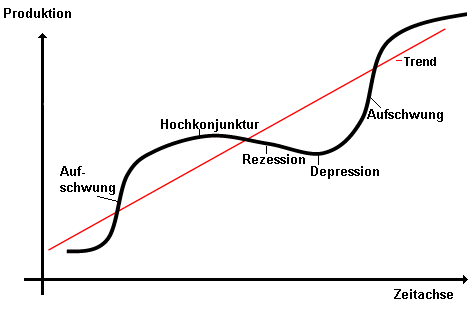 Produktion
Trend
Hochkonjunktur
Aufschwung
Rezession
Auf-
schwung
Depression
Zeitachse